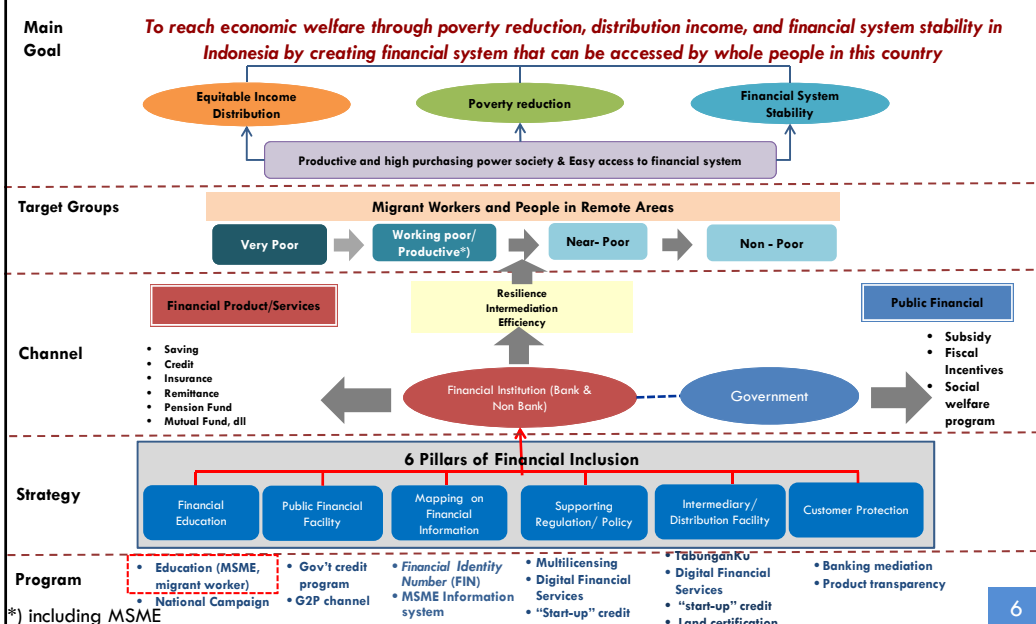 Main
Goal
To reach economic welfare through poverty reduction, distribution income, and financial system stability in
Indonesia by creating financial system that can be accessed by whole people in this country
Equitable Income
Distribution
Poverty reduction
Financial System
Stability
Productive and high purchasing power society & Easy access to financial system
Target Groups
Migrant Workers and People in Remote Areas
Very Poor
Working poor/
Productive*)
Near- Poor
Non - Poor
Channel
Financial Product/Services
Resilience
Intermediation
Efficiency
Public Financial
• Saving
• Credit
• Insurance
• Remittance
• Pension Fund
• Mutual Fund, dll
Financial Institution (Bank &
Non Bank)
Government
• Subsidy
• Fiscal
Incentives
• Social
welfare
program
Strategy
6 Pillars of Financial Inclusion
Financial
Education
Public Financial
Facility
Mapping on
Financial
Information
Supporting
Regulation/ Policy
Intermediary/
Distribution Facility
Customer Protection
Program
• Education (MSME,
migrant worker)
• National Campaign
• Gov't credit
program
• G2P channel
• Financial Identity
Number (FIN)
• MSME Information
system
• Multilicensing
• Digital Financial
Services
• "Start-up" credit
• TabunganKu
• Digital Financial
Services
• "start-up" credit
• Land certification
• Banking mediation
• Product transparency
*) including MSME
6